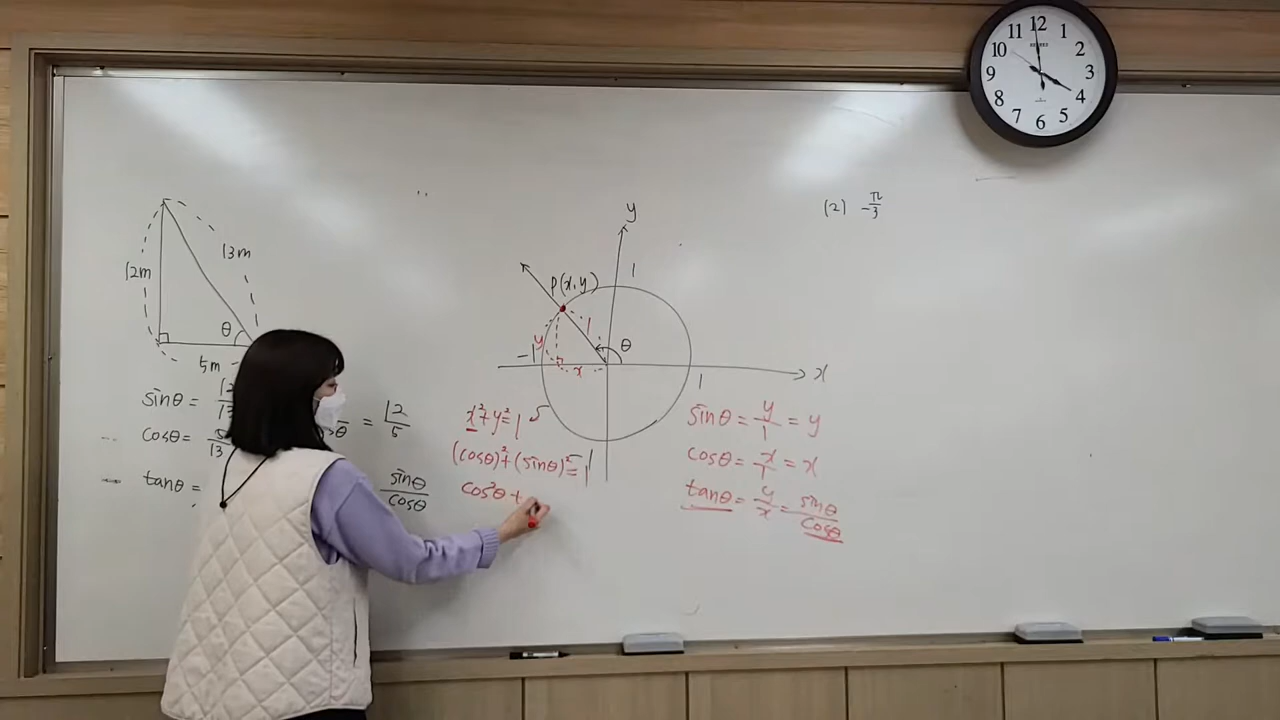 12m
13m
θ
5m
sinθ =
cosθ = 5/13
tanθ =
= 12/5
sinθ/cosθ
y
1
P(x, y)
1
y
θ
-1
x
1
x
x²+y²=1
(cosθ)²+(sinθ)²=1
cos²θ +
sinθ = y/1 = y
cosθ = x/1 = x
tanθ = y/x = sinθ/cosθ
(2) -π/3
12
1
2
3
4
5
6
7
8
9
10
11